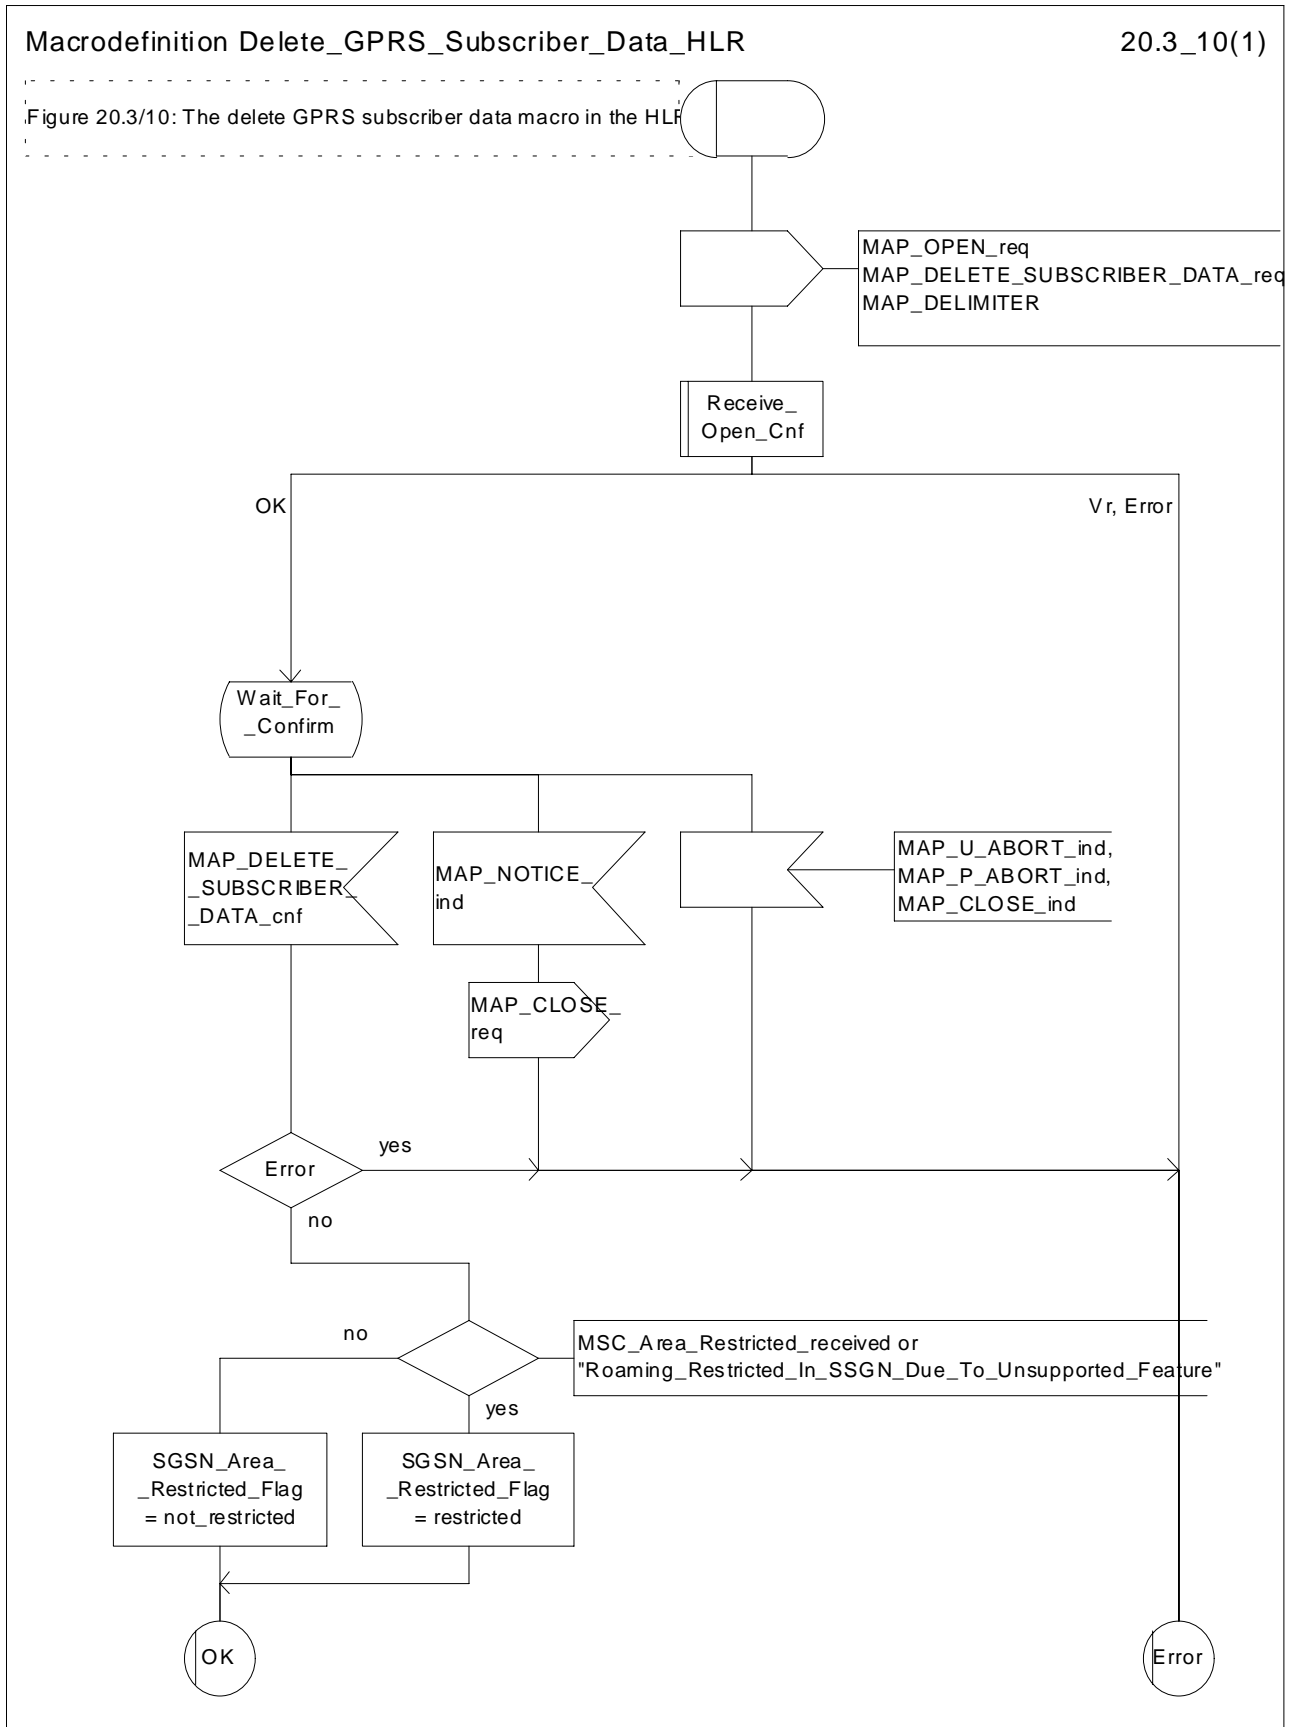 Macrodefinition Delete_GPRS_Subscriber_Data_HLR
20.3_10(1)
Figure 20.3/10: The delete GPRS subscriber data macro in the HLR
MAP_OPEN_req
MAP_DELETE_SUBSCRIBER_DATA_req
MAP_DELIMITER
Receive_
Open_Cnf
OK
Vr, Error
Wait_For_
_Confirm
MAP_DELETE_
_SUBSCRIBER_
_DATA_cnf
MAP_NOTICE_
ind
MAP_U_ABORT_ind,
MAP_P_ABORT_ind,
MAP_CLOSE_ind
MAP_CLOSE_
req
Error
yes
no
no
MSC_Area_Restricted_received or
"Roaming_Restricted_In_SSGN_Due_To_Unsupported_Feature"
yes
SGSN_Area_
_Restricted_Flag
= not_restricted
SGSN_Area_
_Restricted_Flag
= restricted
OK
Error